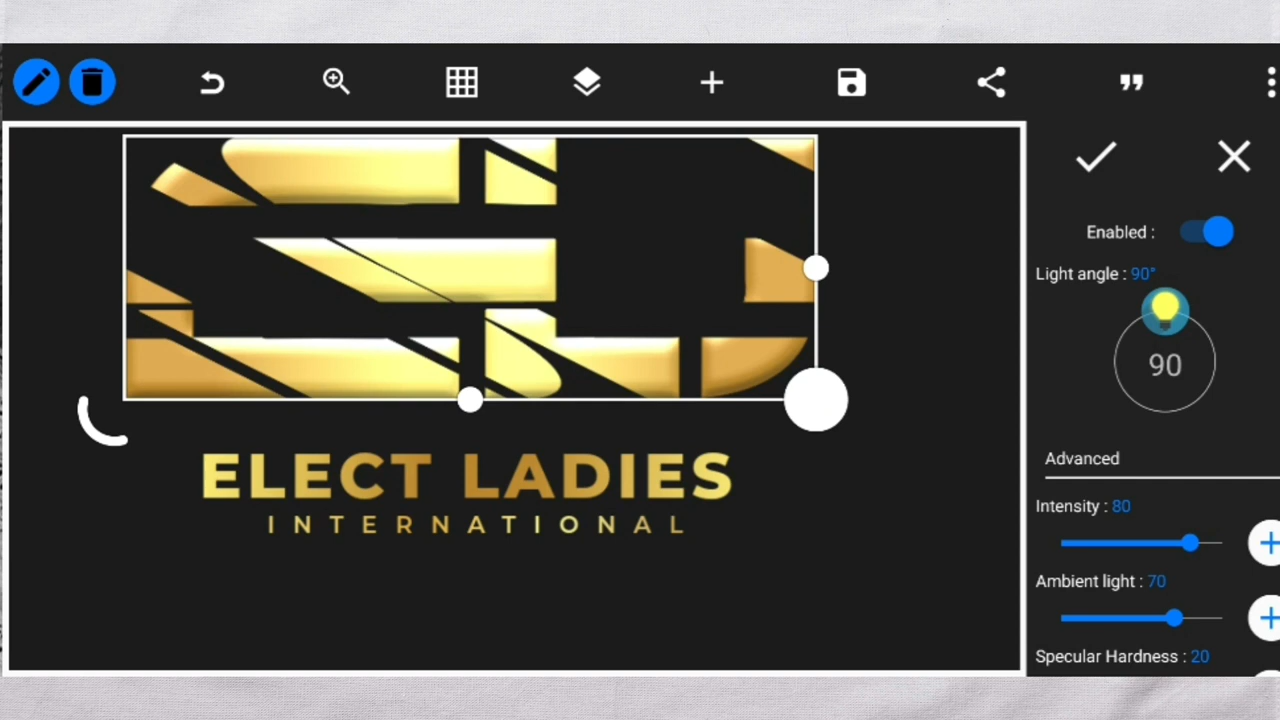 Enabled :
Light angle : 90°
90
Advanced
Intensity : 80
Ambient light : 70
Specular Hardness : 20
ELECT LADIES
INTERNATIONAL